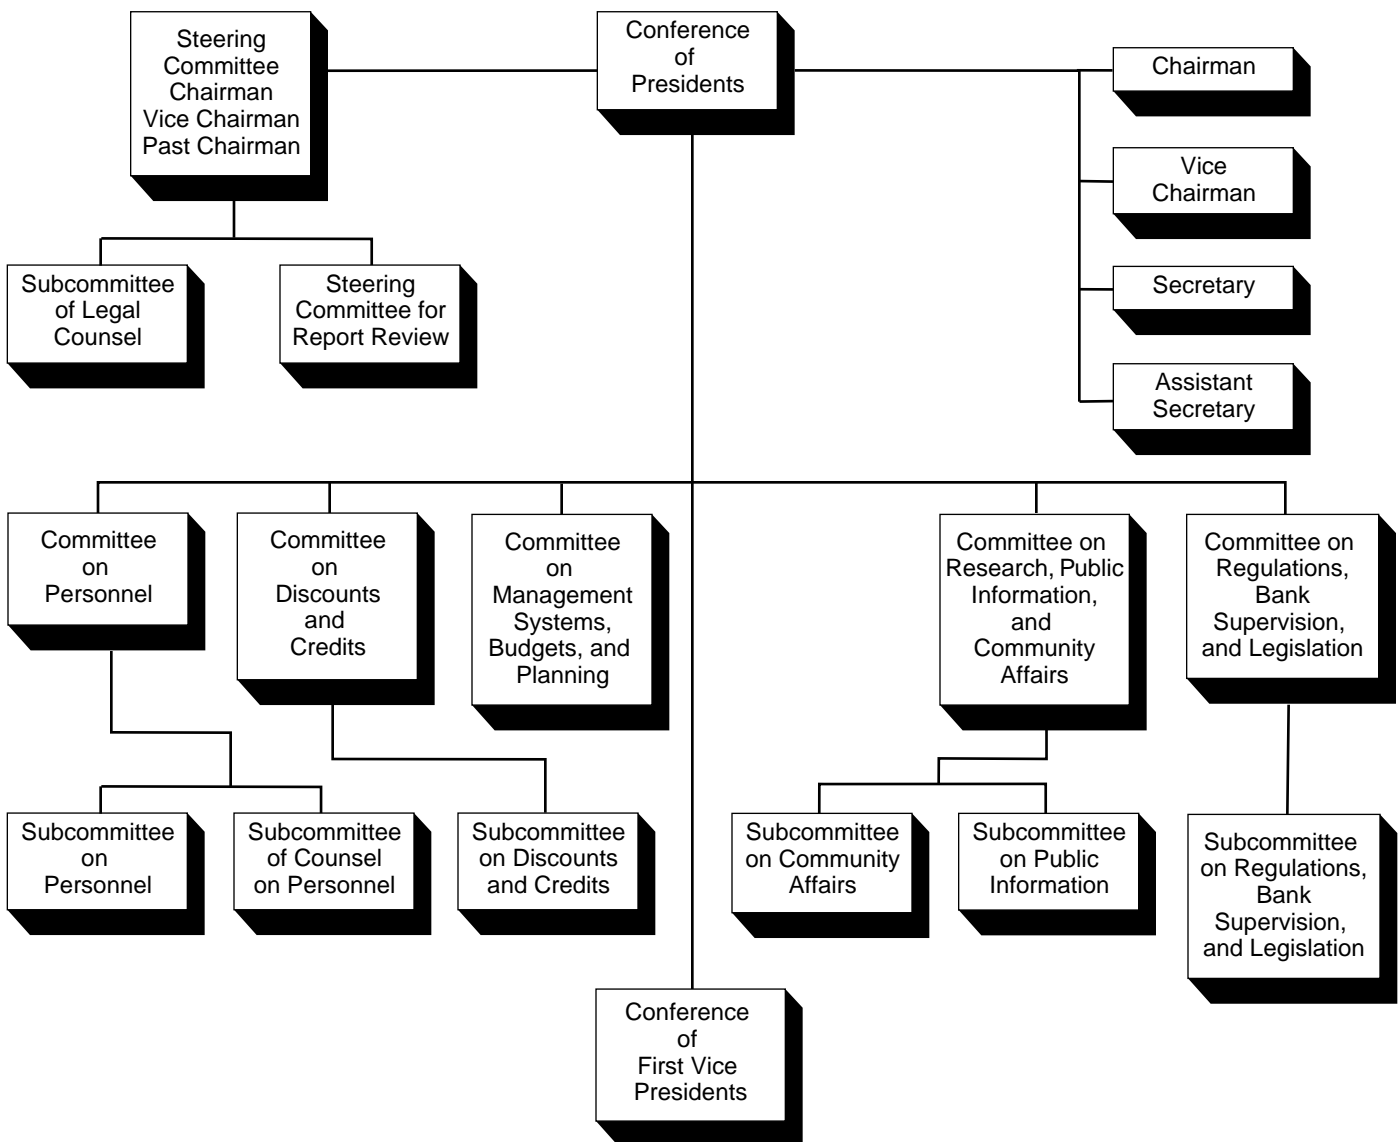 Steering
Committee
Chairman
Vice Chairman
Past Chairman
Conference
of
Presidents
Chairman
Vice
Chairman
Secretary
Assistant
Secretary
Subcommittee
of Legal
Counsel
Steering
Committee for
Report Review
Committee
on
Personnel
Committee
on
Discounts
and
Credits
Committee
on
Management
Systems,
Budgets, and
Planning
Committee on
Research, Public
Information,
and
Community
Affairs
Committee on
Regulations,
Bank
Supervision,
and Legislation
Subcommittee
on
Personnel
Subcommittee
of Counsel
on Personnel
Subcommittee
on Discounts
and Credits
Subcommittee
on Community
Affairs
Subcommittee
on Public
Information
Subcommittee
on Regulations,
Bank
Supervision,
and Legislation
Conference
of
First Vice
Presidents